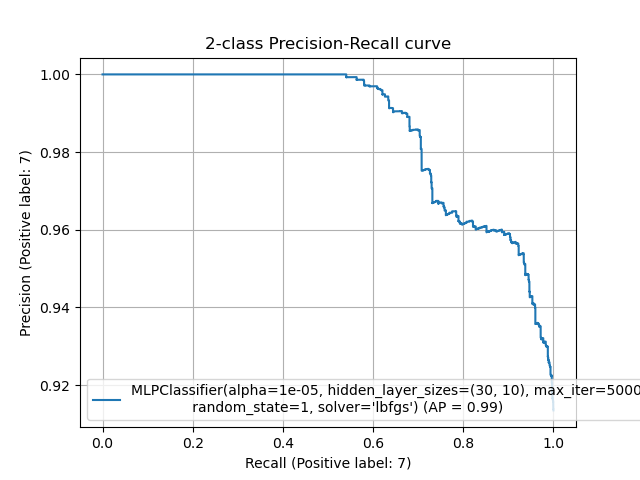 2-class Precision-Recall curve
1.00
0.98
0.96
0.94
0.92
Precision (Positive label: 7)
MLPClassifier(alpha=1e-05, hidden_layer_sizes=(30, 10), max_iter=5000
random_state=1, solver='lbfgs') (AP = 0.99)
0.0 0.2 0.4 0.6 0.8 1.0
Recall (Positive label: 7)